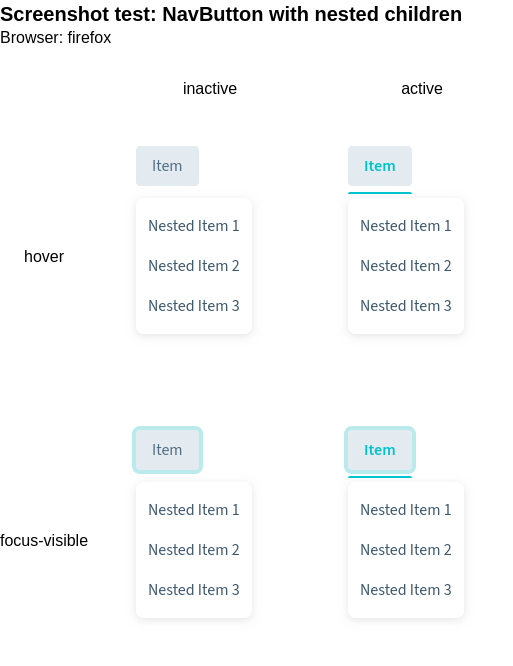 Screenshot test: NavButton with nested children
Browser: firefox
inactive active
Item Item
hover
Nested Item 1 Nested Item 1
Nested Item 2 Nested Item 2
Nested Item 3 Nested Item 3
Item Item
focus-visible
Nested Item 1 Nested Item 1
Nested Item 2 Nested Item 2
Nested Item 3 Nested Item 3